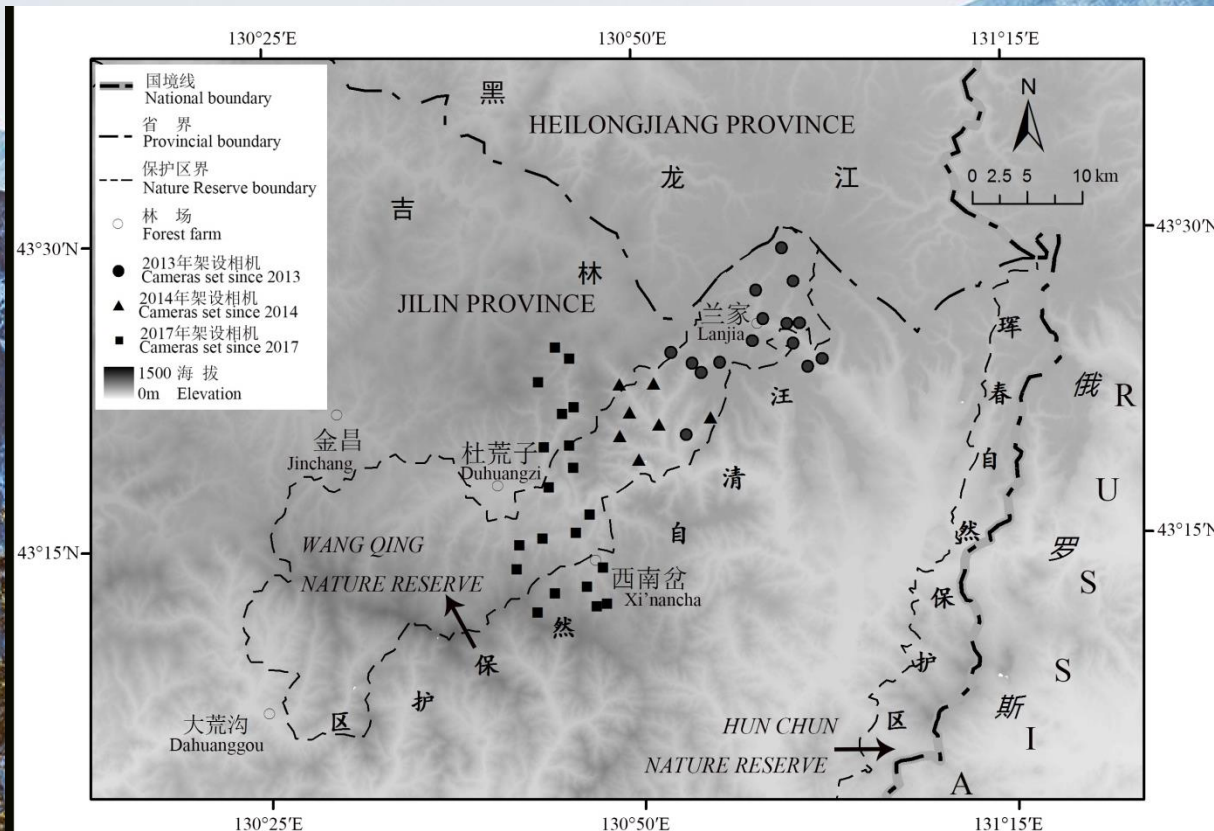 130°25′E
130°50′E
131°15′E
国境线
National boundary
省 界
Provincial boundary
保护区界
Nature Reserve boundary
林 场
Forest farm
2013年架设相机
Cameras set since 2013
2014年架设相机
Cameras set since 2014
2017年架设相机
Cameras set since 2017
1500 海 拔
0m Elevation
黑
龙
江
HEILONGJIANG PROVINCE
N
0 2.5 5 10 km
吉
林
JILIN PROVINCE
43°30′N
43°30′N
兰家
Lanjia
金昌
Jinchang
杜荒子
Duhuangzi
汪
清
自
然
保
护
区
43°15′N
43°15′N
WANG QING
NATURE RESERVE
西南岔
Xi'nancha
大荒沟
Dahuanggou
珲
春
自
然
保
护
区
HUN CHUN
NATURE RESERVE
俄
罗
斯
R
U
S
S
I
A
130°25′E
130°50′E
131°15′E